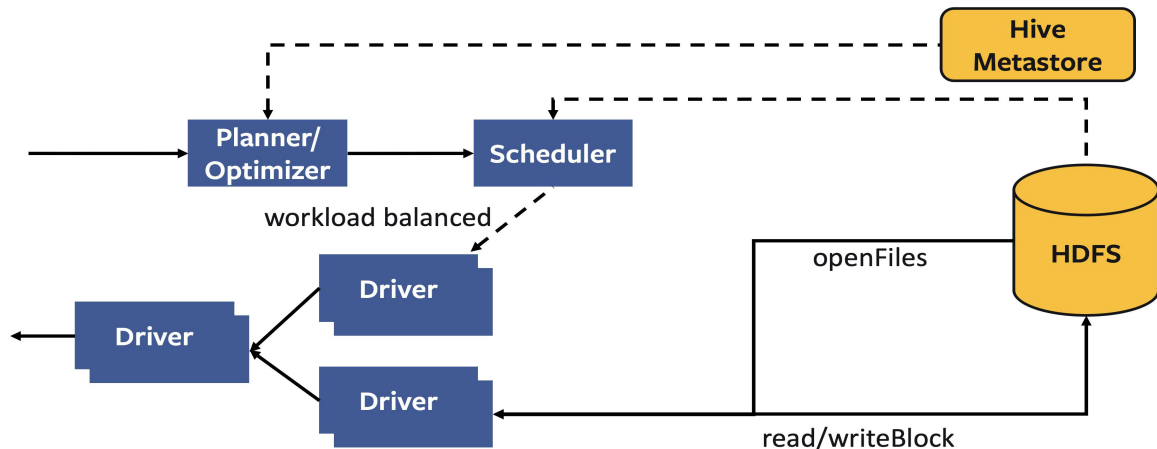 Hive
Metastore
Planner/
Optimizer
Scheduler
workload balanced
openFiles
HDFS
Driver
Driver
Driver
read/writeBlock